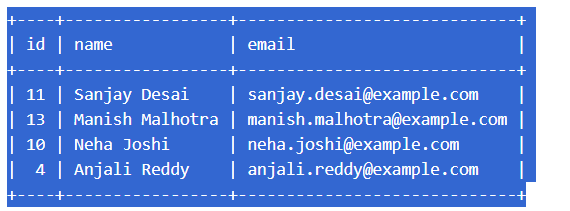 +----+-----------------+----------------------------+
| id | name            | email                      |
+----+-----------------+----------------------------+
| 11 | Sanjay Desai    | sanjay.desai@example.com    |
| 13 | Manish Malhotra | manish.malhotra@example.com |
| 10 | Neha Joshi      | neha.joshi@example.com      |
|  4 | Anjali Reddy    | anjali.reddy@example.com    |
+----+-----------------+----------------------------+